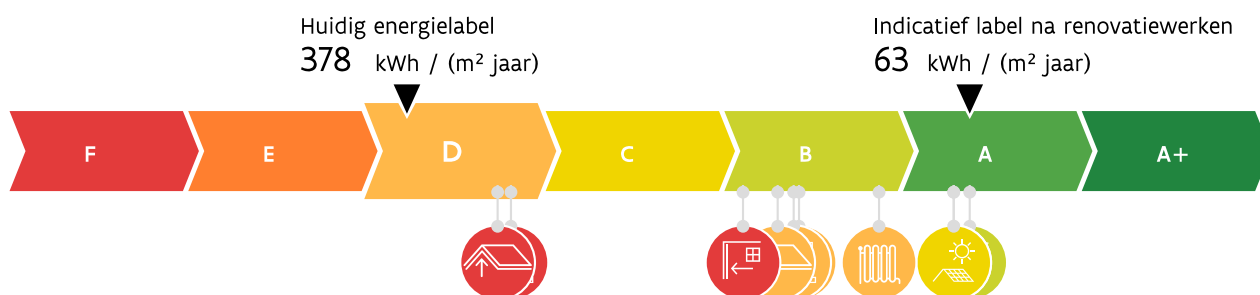 Huidig energielabel
378 kWh / (m² jaar)
Indicatief label na renovatiewerken
63 kWh / (m² jaar)
F E D C B A A+